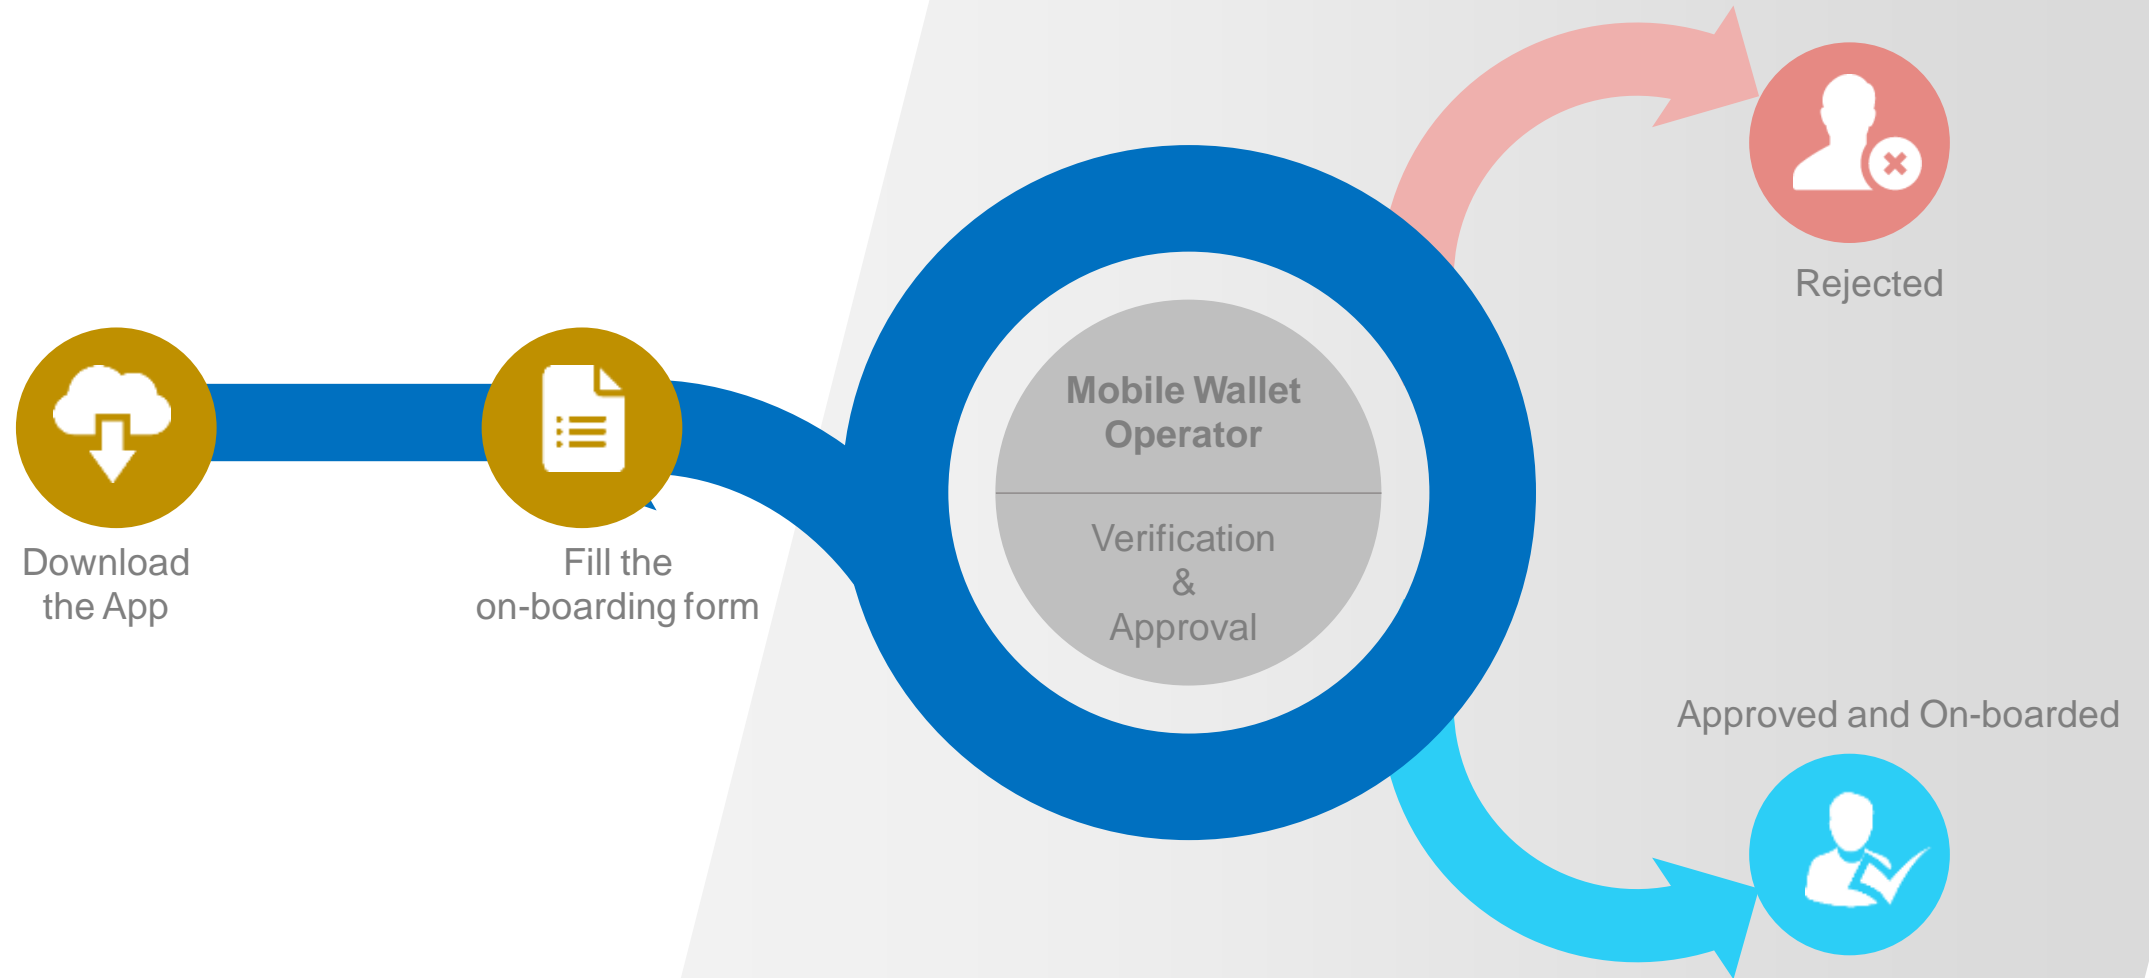 Download
the App
Fill the
on-boarding form
Mobile Wallet
Operator
Verification
&
Approval
Rejected
Approved and On-boarded